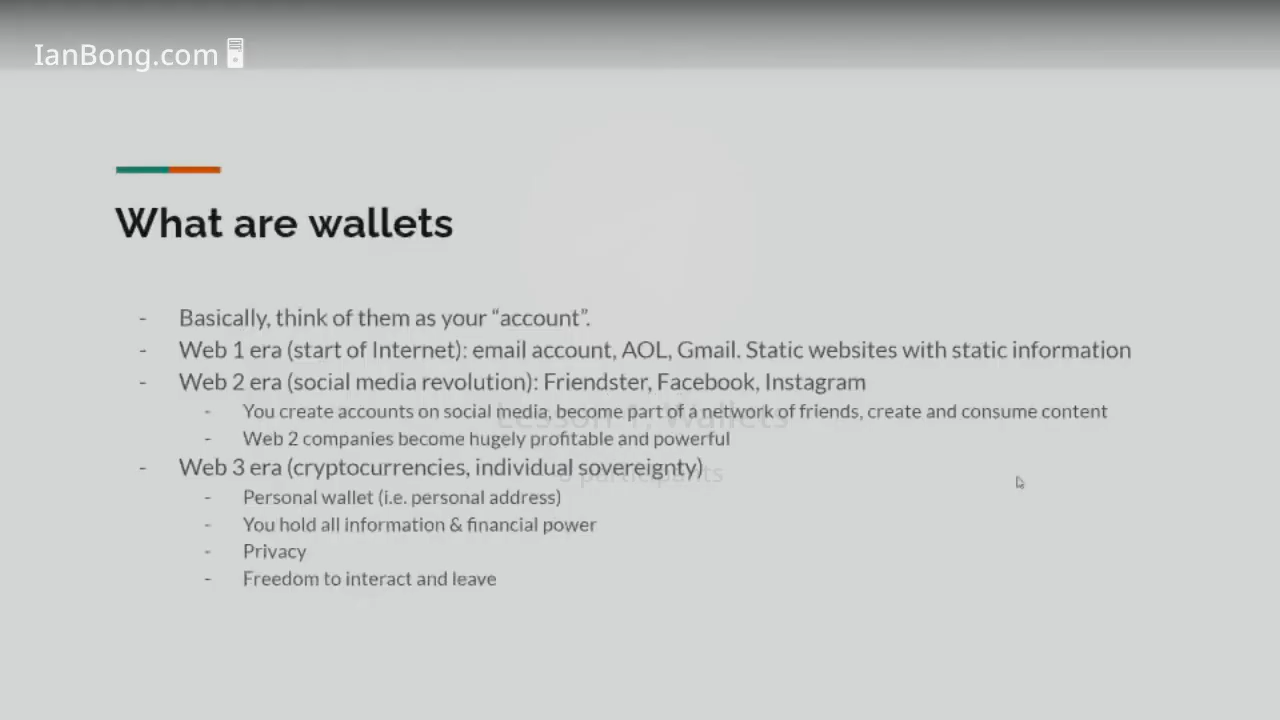 IanBong.com
What are wallets
- Basically, think of them as your “account”.
- Web 1 era (start of Internet): email account, AOL, Gmail. Static websites with static information
- Web 2 era (social media revolution): Friendster, Facebook, Instagram
- You create accounts on social media, become part of a network of friends, create and consume content
Lesson 1, Wallets
- Web 2 companies become hugely profitable and powerful
- Web 3 era (cryptocurrencies, individual sovereignty)
participants
- Personal wallet (i.e. personal address)
- You hold all information & financial power
- Privacy
- Freedom to interact and leave